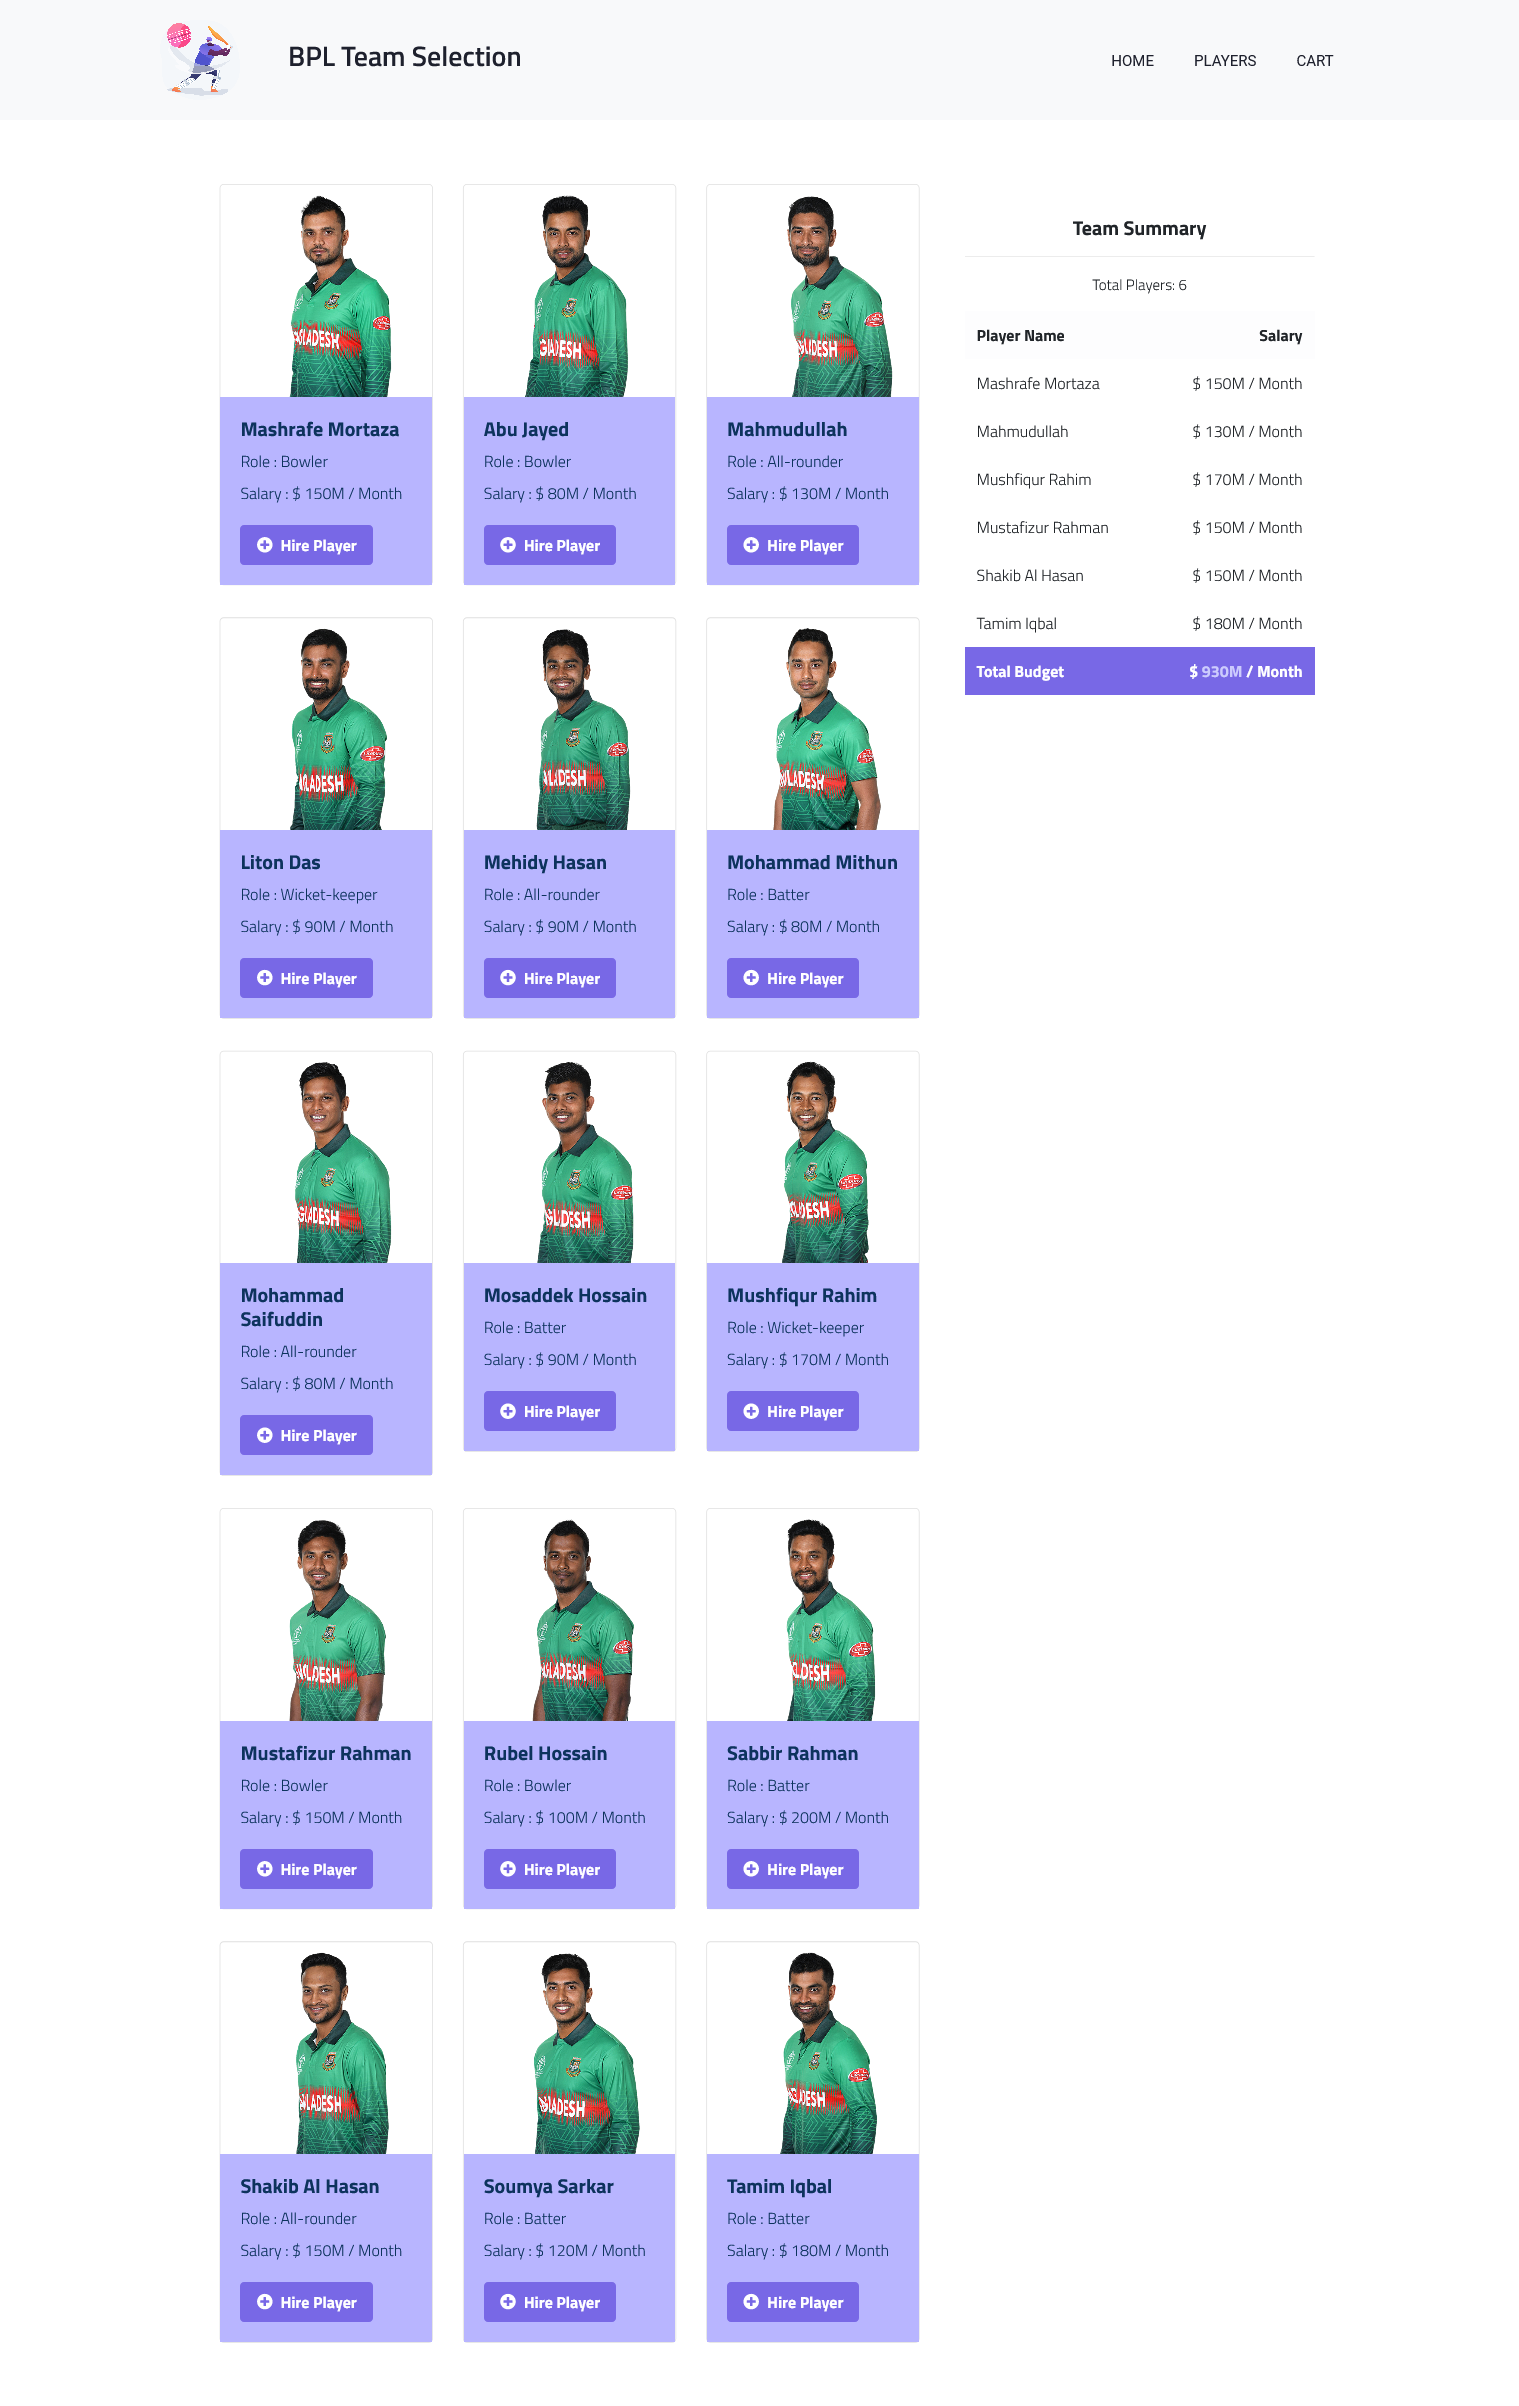 BPL Team Selection
HOME
PLAYERS
CART
Mashrafe Mortaza
Role : Bowler
Salary : $ 150M / Month
Hire Player
Abu Jayed
Role : Bowler
Salary : $ 80M / Month
Hire Player
Mahmudullah
Role : All-rounder
Salary : $ 130M / Month
Hire Player
Liton Das
Role : Wicket-keeper
Salary : $ 90M / Month
Hire Player
Mehidy Hasan
Role : All-rounder
Salary : $ 90M / Month
Hire Player
Mohammad Mithun
Role : Batter
Salary : $ 80M / Month
Hire Player
Mohammad
Saifuddin
Role : All-rounder
Salary : $ 80M / Month
Hire Player
Mosaddek Hossain
Role : Batter
Salary : $ 90M / Month
Hire Player
Mushfiqur Rahim
Role : Wicket-keeper
Salary : $ 170M / Month
Hire Player
Mustafizur Rahman
Role : Bowler
Salary : $ 150M / Month
Hire Player
Rubel Hossain
Role : Bowler
Salary : $ 100M / Month
Hire Player
Sabbir Rahman
Role : Batter
Salary : $ 200M / Month
Hire Player
Shakib Al Hasan
Role : All-rounder
Salary : $ 150M / Month
Hire Player
Soumya Sarkar
Role : Batter
Salary : $ 120M / Month
Hire Player
Tamim Iqbal
Role : Batter
Salary : $ 180M / Month
Hire Player
Team Summary
Total Players: 6
Player Name Salary
Mashrafe Mortaza $ 150M / Month
Mahmudullah $ 130M / Month
Mushfiqur Rahim $ 170M / Month
Mustafizur Rahman $ 150M / Month
Shakib Al Hasan $ 150M / Month
Tamim Iqbal $ 180M / Month
Total Budget $ 930M / Month